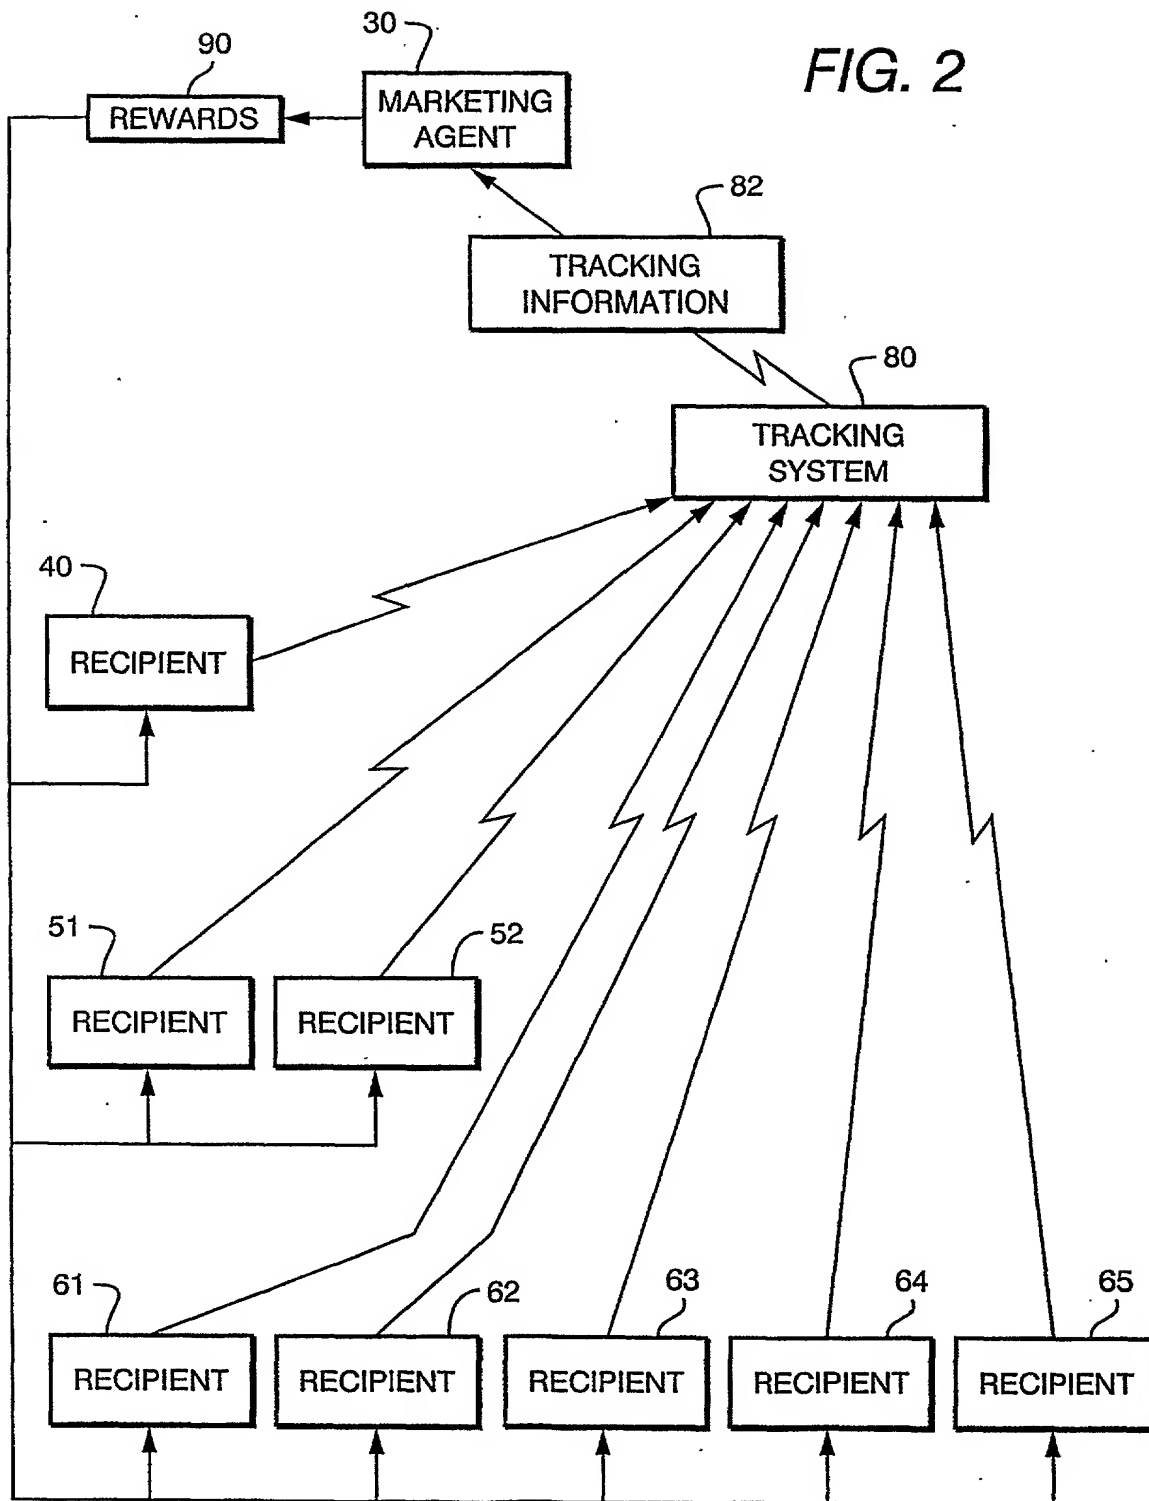 FIG. 2
30
90
MARKETING
AGENT
REWARDS
82
TRACKING
INFORMATION
80
TRACKING
SYSTEM
40
RECIPIENT
51
52
RECIPIENT
RECIPIENT
61
62
63
64
65
RECIPIENT
RECIPIENT
RECIPIENT
RECIPIENT
RECIPIENT